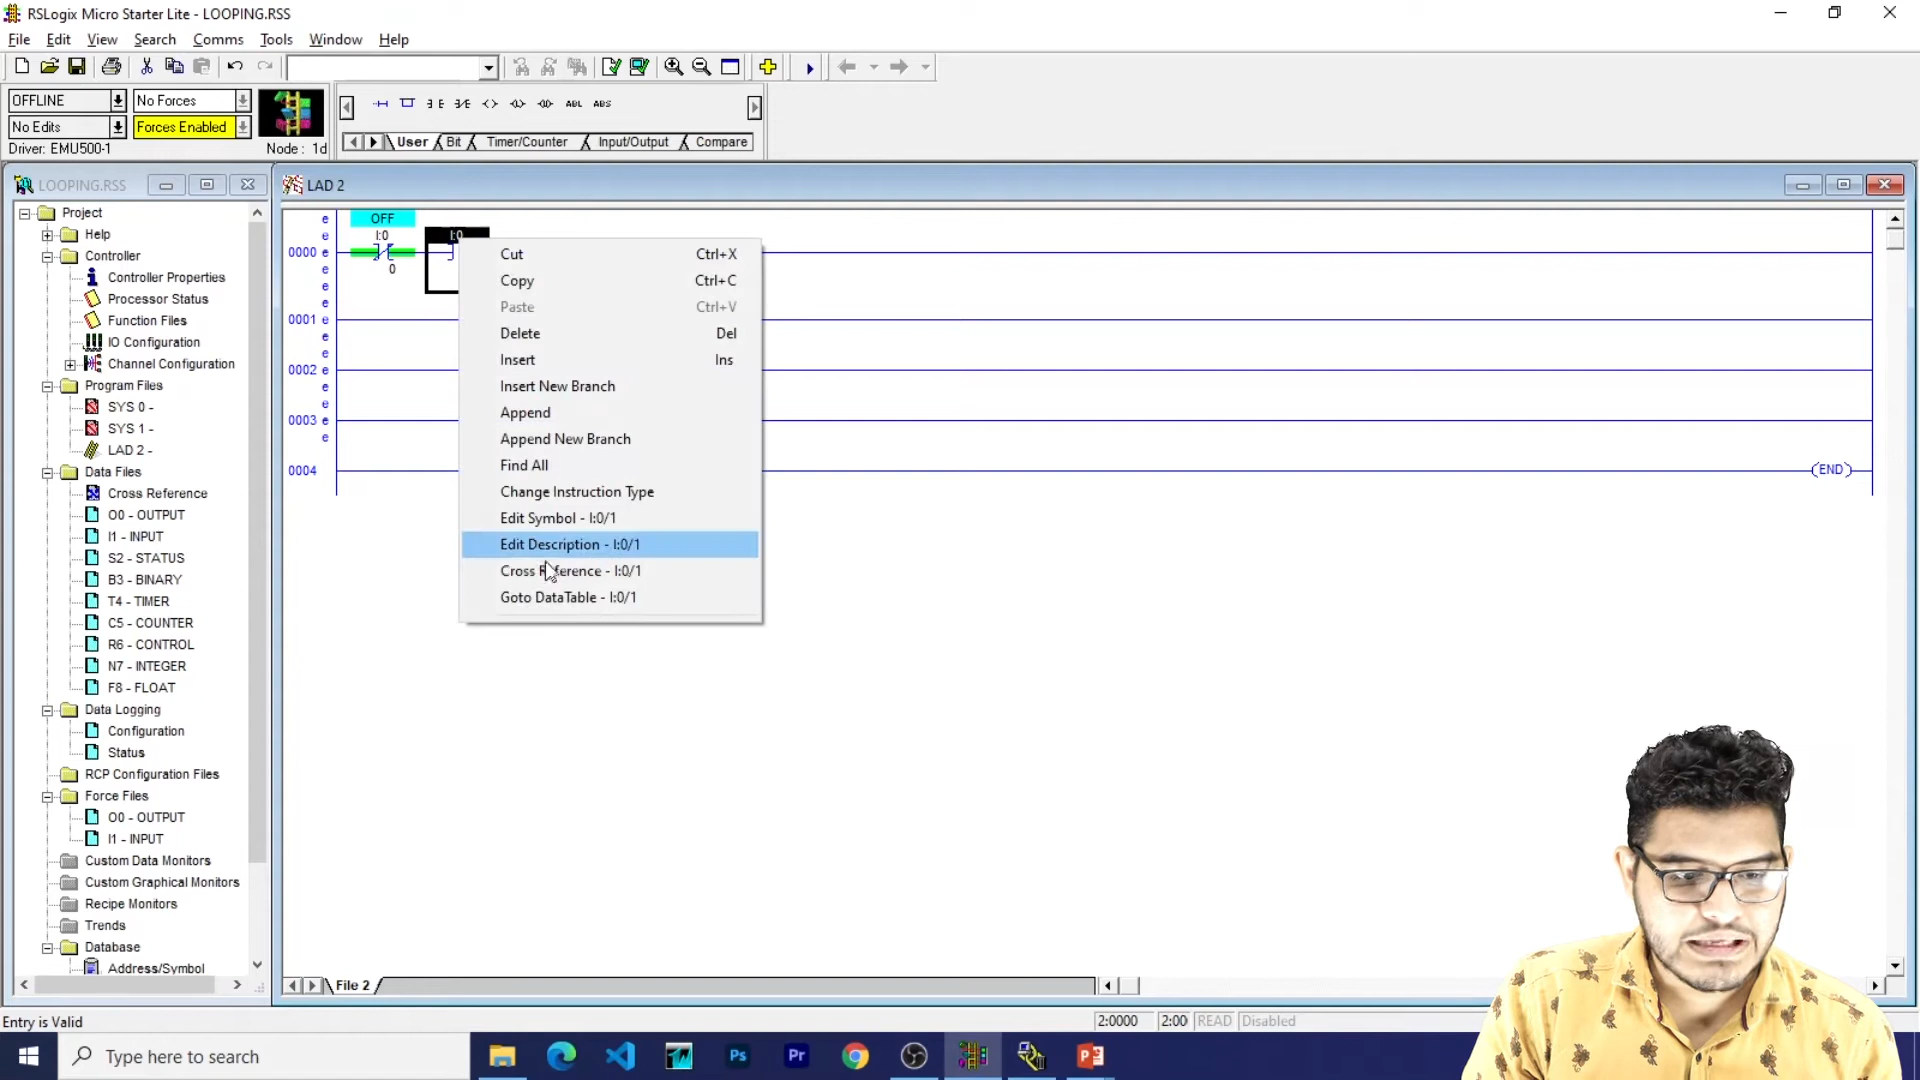 RSLogix Micro Starter Lite - LOOPING.RSS
File Edit View Search Comms Tools Window Help
OFFLINE No Forces
No Edits Forces Enabled
Driver: EMU500-1 Node : 1d
ABL ABS
User Bit Timer/Counter Input/Output Compare
LOOPING.RSS
Project
Help
Controller
Controller Properties
Processor Status
Function Files
IO Configuration
Channel Configuration
Program Files
SYS 0 -
SYS 1 -
LAD 2 -
Data Files
Cross Reference
O0 - OUTPUT
I1 - INPUT
S2 - STATUS
B3 - BINARY
T4 - TIMER
C5 - COUNTER
R6 - CONTROL
N7 - INTEGER
F8 - FLOAT
Data Logging
Configuration
Status
RCP Configuration Files
Force Files
O0 - OUTPUT
I1 - INPUT
Custom Data Monitors
Custom Graphical Monitors
Recipe Monitors
Trends
Database
Address/Symbol
LAD 2
e OFF
e I:0 I:0
0000 e
e 0
e
0001 e
e
e
0002 e
e
e
0003 e
e
0004 (END)
Cut Ctrl+X
Copy Ctrl+C
Paste Ctrl+V
Delete Del
Insert Ins
Insert New Branch
Append
Append New Branch
Find All
Change Instruction Type
Edit Symbol - I:0/1
Edit Description - I:0/1
Cross Reference - I:0/1
Goto DataTable - I:0/1
File 2
Entry is Valid 2:0000 2:00 READ Disabled
Type here to search
Ps Pr